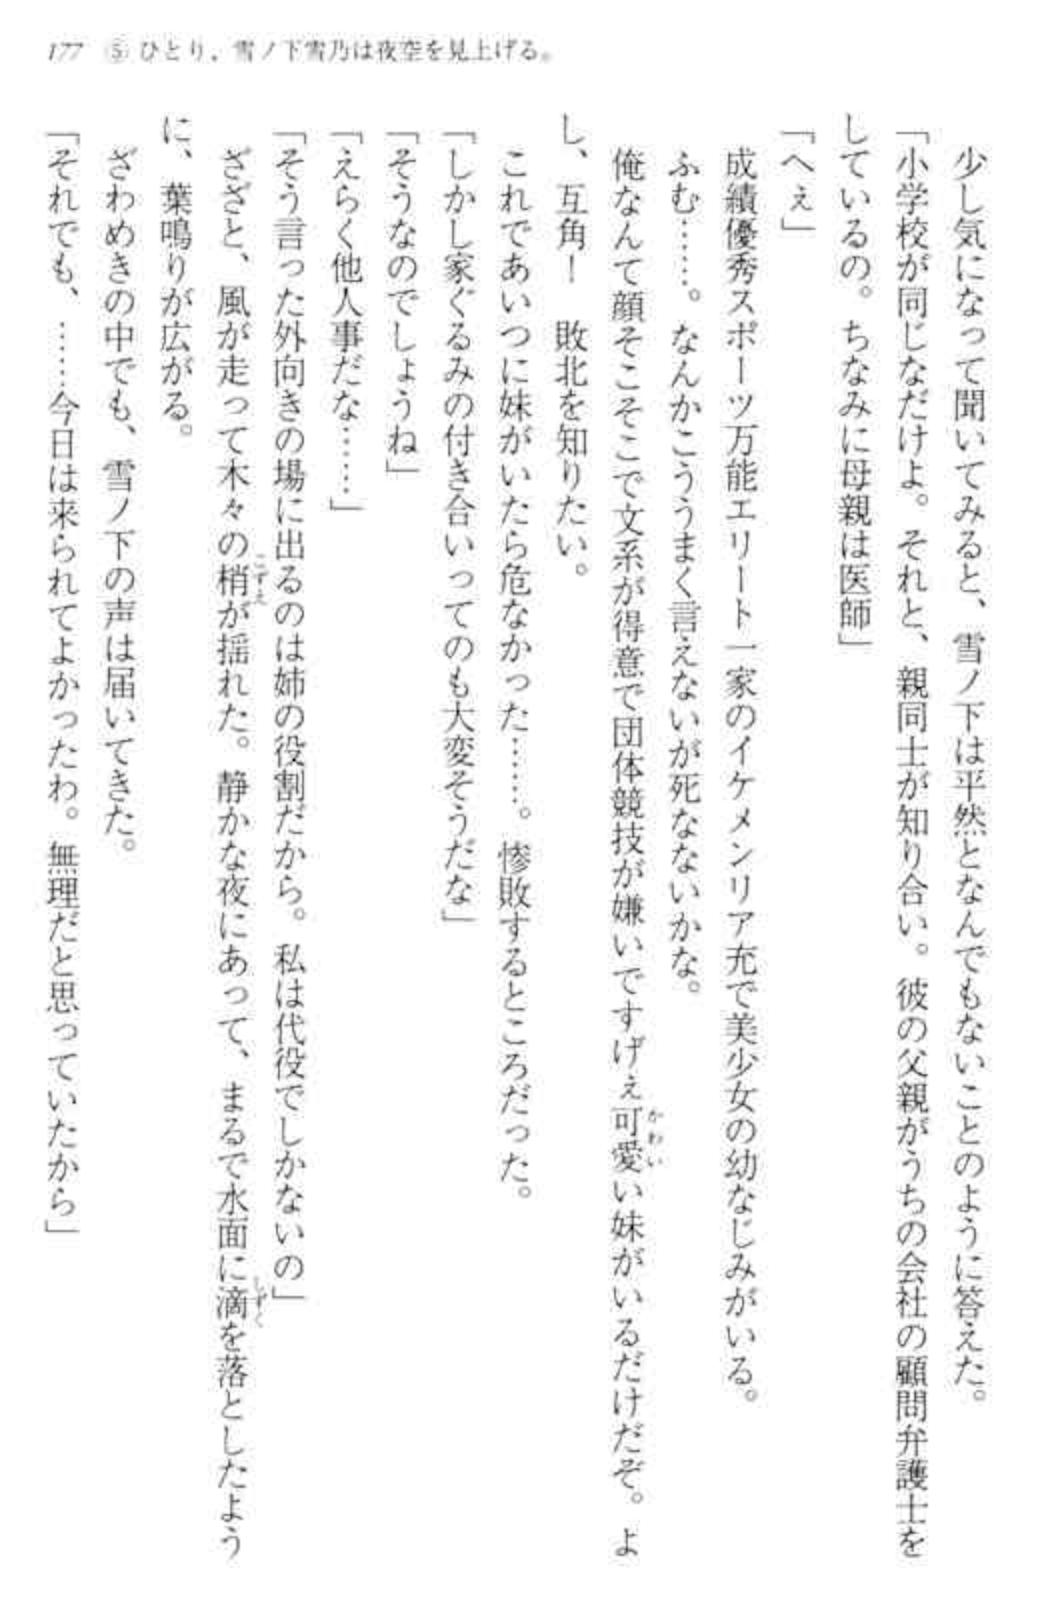 177 ⑤ひとり、雪ノ下雪乃は夜空を見上げる。
少し気になって聞いてみると、雪ノ下は平然となんでもないことのように答えた。
「小学校が同じなだけよ。それと、親同士が知り合い。彼の父親がうちの会社の顧問弁護士を
しているの。ちなみに母親は医師」
「へぇ」
成績優秀スポーツ万能エリート一家のイケメンリア充で美少女の幼なじみがいる。
ふむ……。なんかこううまく言えないが死なないかな。
俺なんて顔そこそこで文系が得意で団体競技が嫌いですげぇ可愛い妹がいるだけだぞ。よ
し、互角！　敗北を知りたい。
これであいつに妹がいたら危なかった……。惨敗するところだった。
「しかし家ぐるみの付き合いってのも大変そうだな」
「そうなのでしょうね」
「えらく他人事だな……」
「そう言った外向きの場に出るのは姉の役割だから。私は代役でしかないの」
ざざと、風が走って木々の梢が揺れた。静かな夜にあって、まるで水面に滴を落としたよう
に、葉鳴りが広がる。
ざわめきの中でも、雪ノ下の声は届いてきた。
「それでも、……今日は来られてよかったわ。無理だと思っていたから」